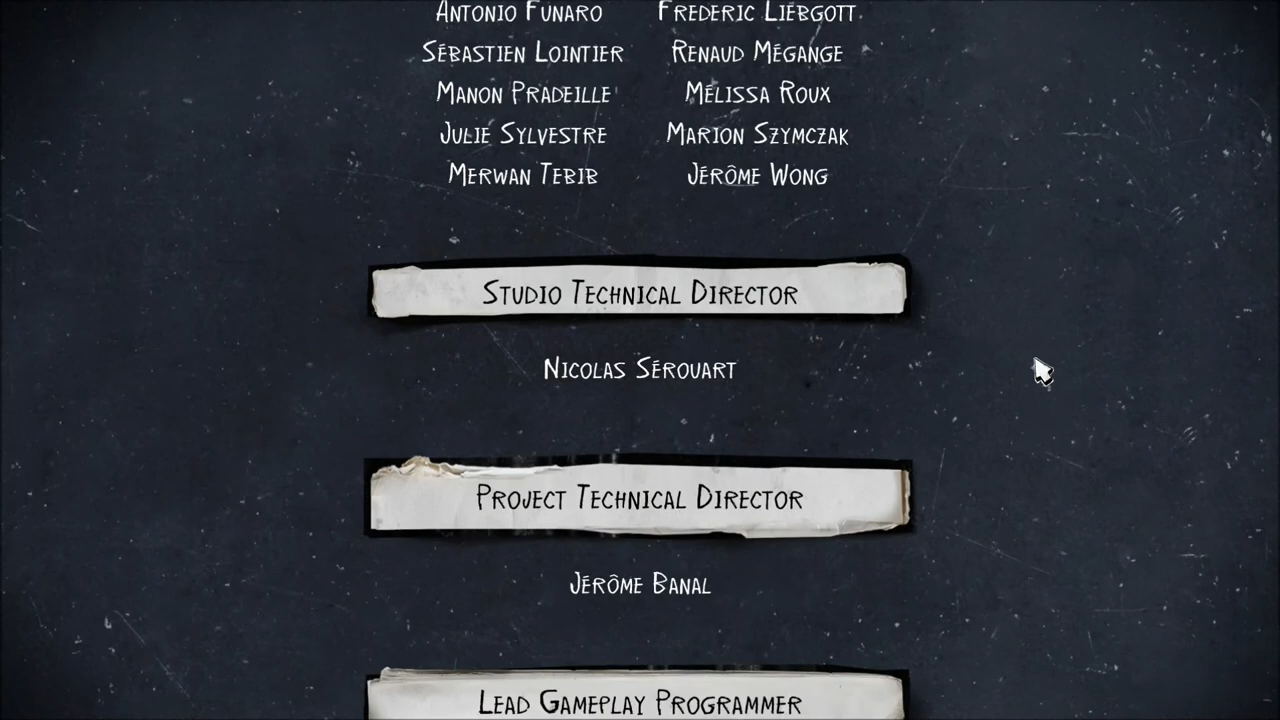 Antonio Funaro Frederic Liébgott
Sébastien Lointier Renaud Mégange
Manon Pradeille Mélissa Roux
Julie Sylvestre Marion Szymczak
Merwan Tebib Jérôme Wong
Studio Technical Director
Nicolas Sérouart
Project Technical Director
Jérôme Banal
Lead Gameplay Programmer